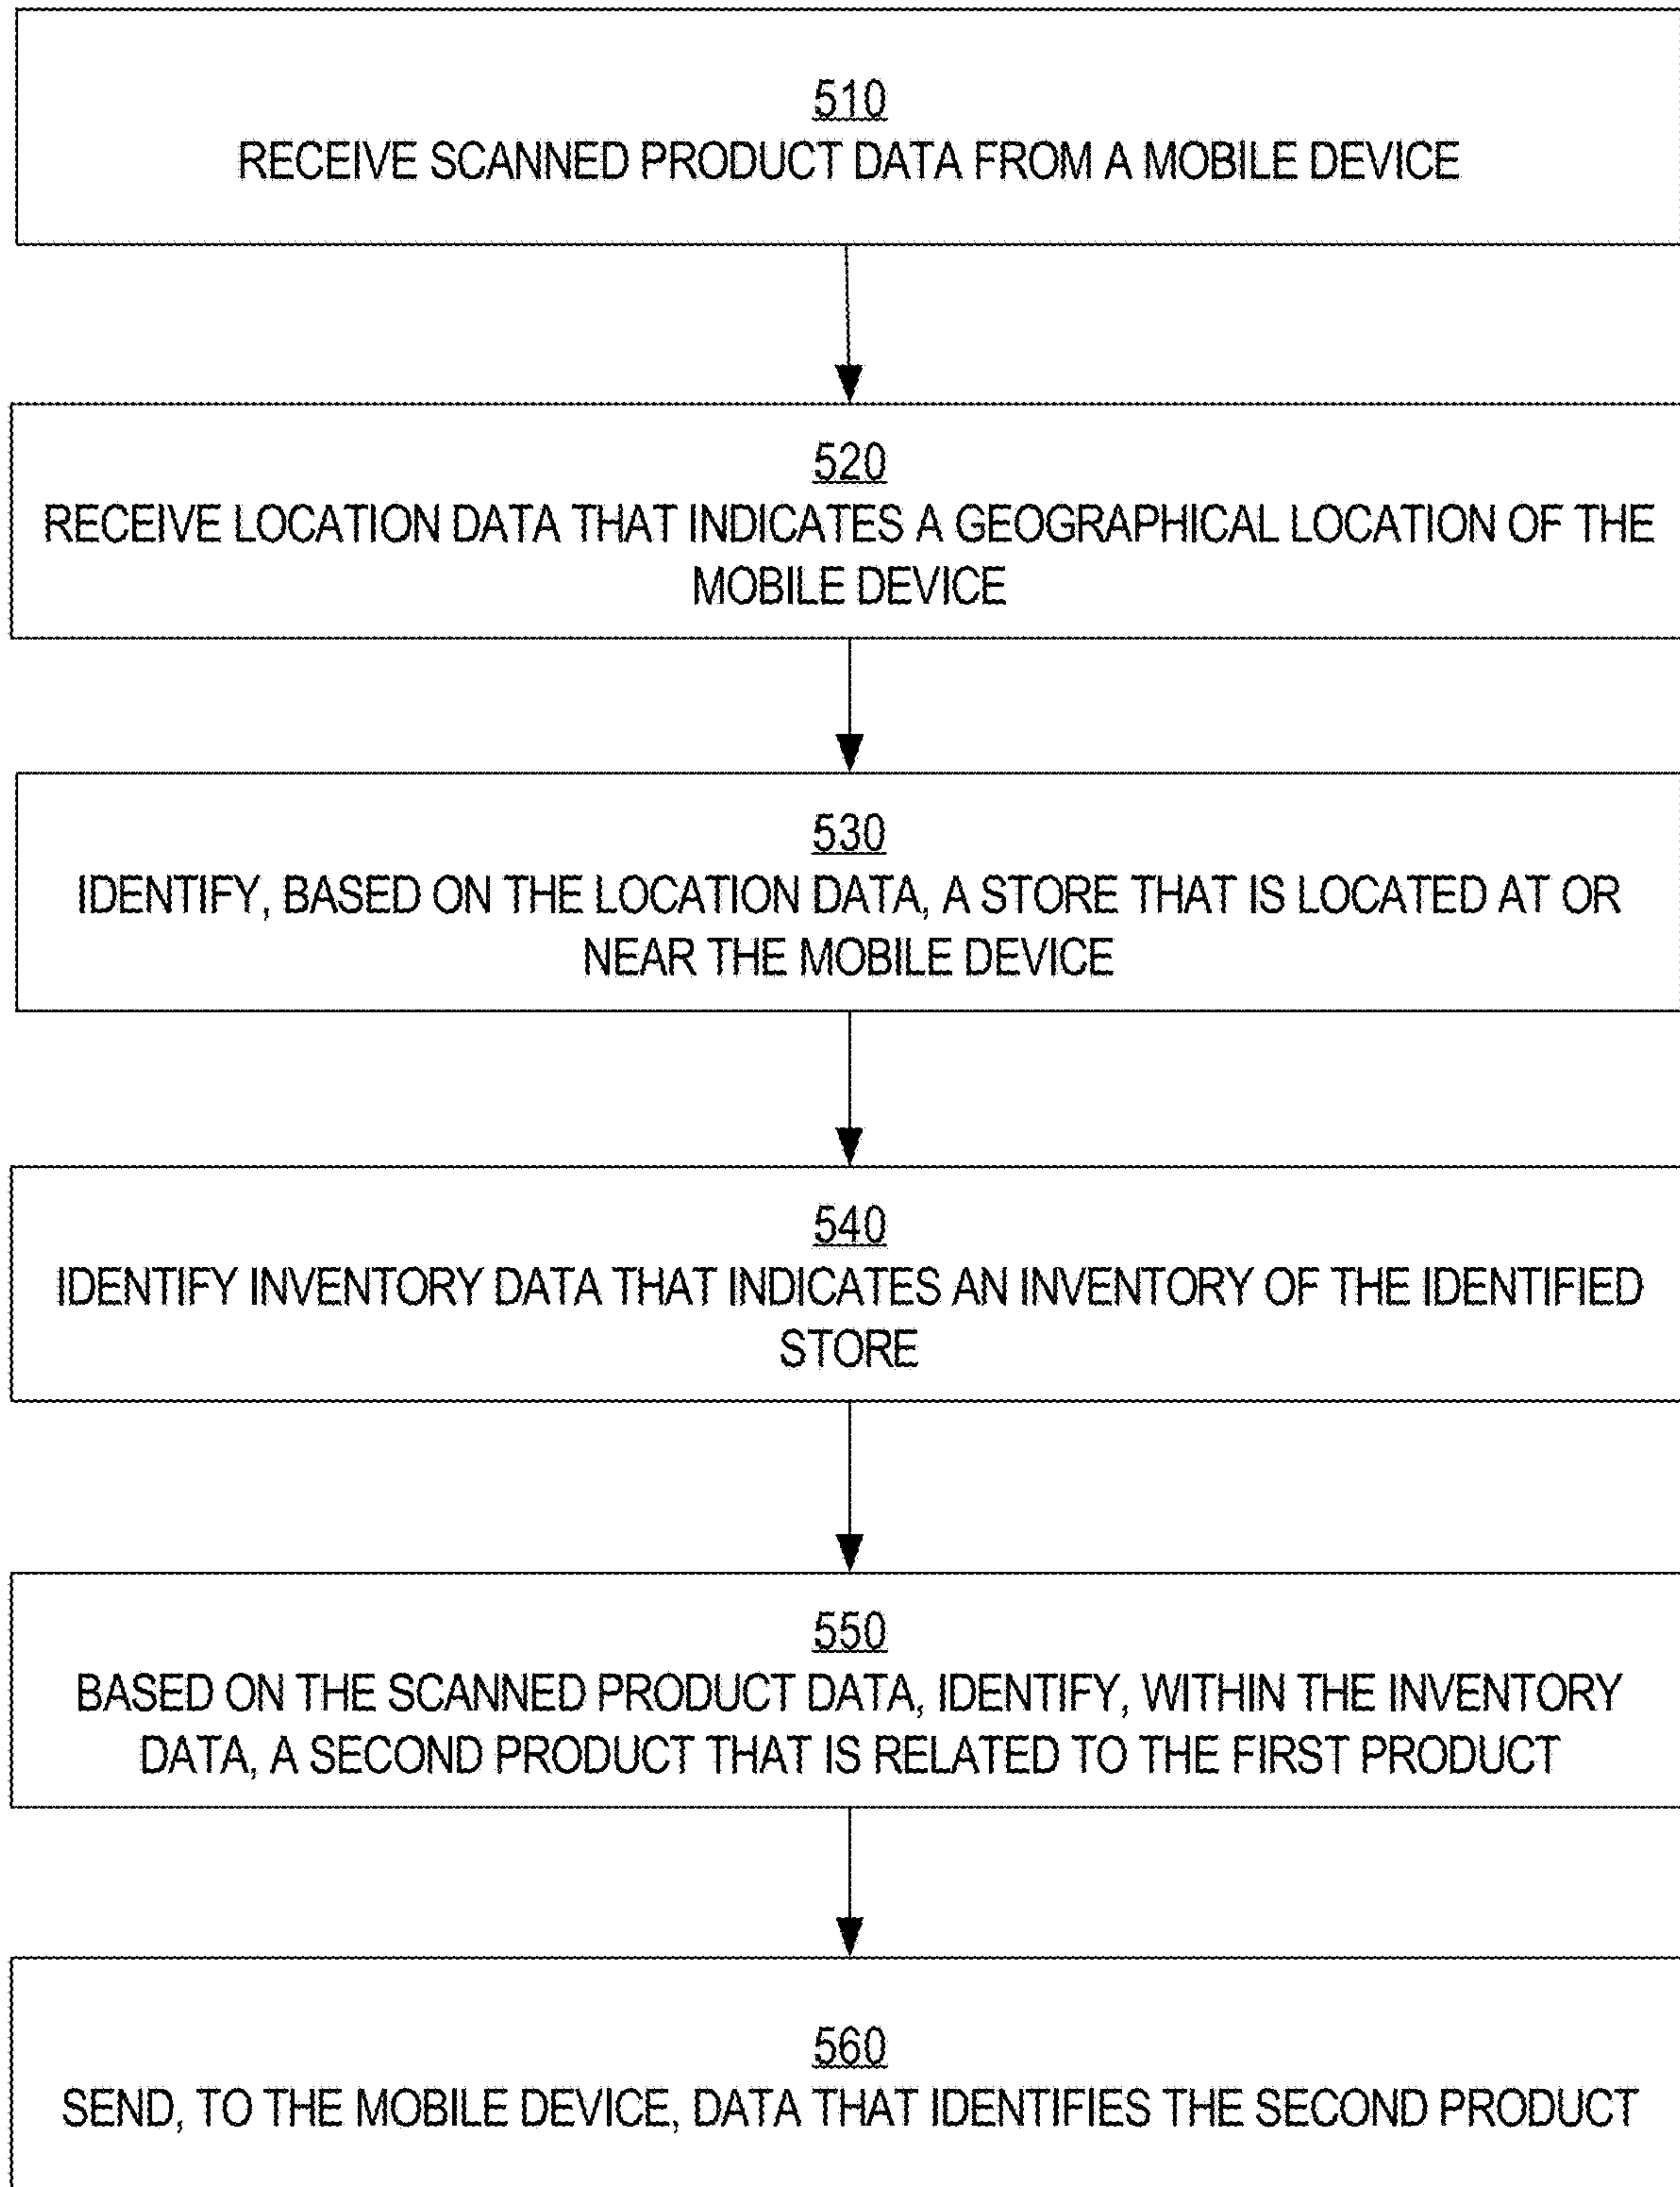 510
RECEIVE SCANNED PRODUCT DATA FROM A MOBILE DEVICE
520
RECEIVE LOCATION DATA THAT INDICATES A GEOGRAPHICAL LOCATION OF THE
MOBILE DEVICE
530
IDENTIFY, BASED ON THE LOCATION DATA, A STORE THAT IS LOCATED AT OR
NEAR THE MOBILE DEVICE
540
IDENTIFY INVENTORY DATA THAT INDICATES AN INVENTORY OF THE IDENTIFIED
STORE
550
BASED ON THE SCANNED PRODUCT DATA, IDENTIFY, WITHIN THE INVENTORY
DATA, A SECOND PRODUCT THAT IS RELATED TO THE FIRST PRODUCT
560
SEND, TO THE MOBILE DEVICE, DATA THAT IDENTIFIES THE SECOND PRODUCT